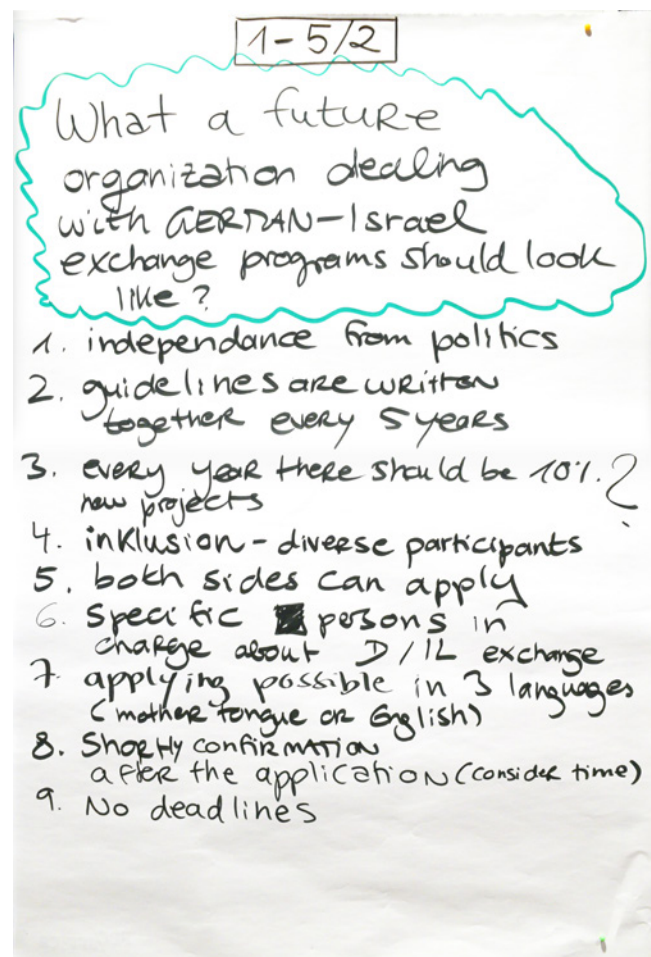 1-5/2
What a future
organization dealing
with GERMAN-Israel
exchange programs should look
like?
1. independance from politics
2. guidelines are written
together every 5 years
3. every year there should be 10%?
new projects
4. inklusion - diverse participants
5. both sides can apply
6. specific persons in
charge about D/IL exchange
7. applying possible in 3 languages
(mother tongue or English)
8. Shortly confirmation
after the application (consider time)
9. No deadlines